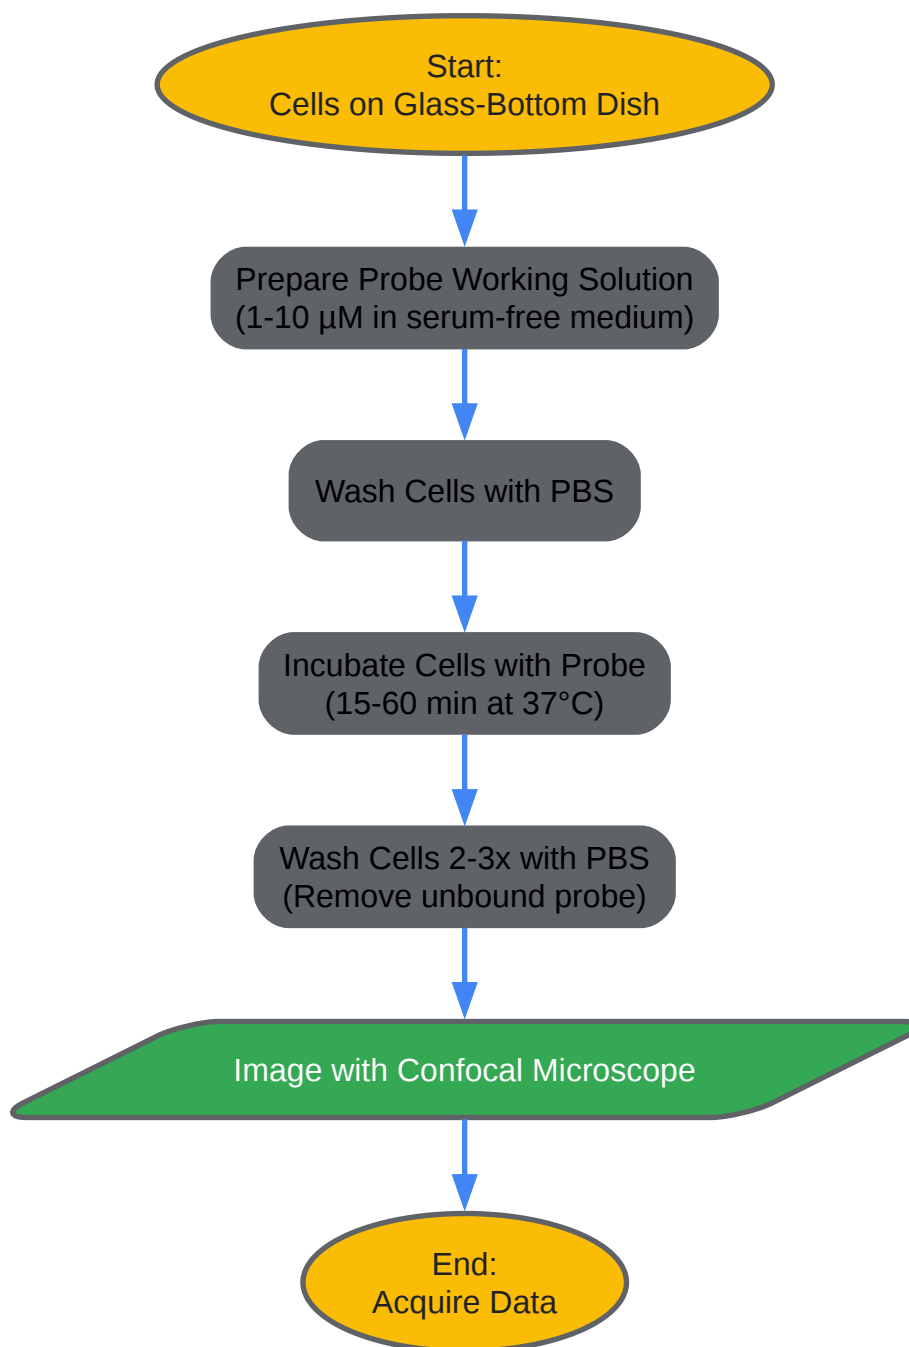 Start:
Cells on Glass-Bottom Dish
Prepare Probe Working Solution
(1-10 µM in serum-free medium)
Wash Cells with PBS
Incubate Cells with Probe
(15-60 min at 37°C)
Wash Cells 2-3x with PBS
(Remove unbound probe)
Image with Confocal Microscope
End:
Acquire Data